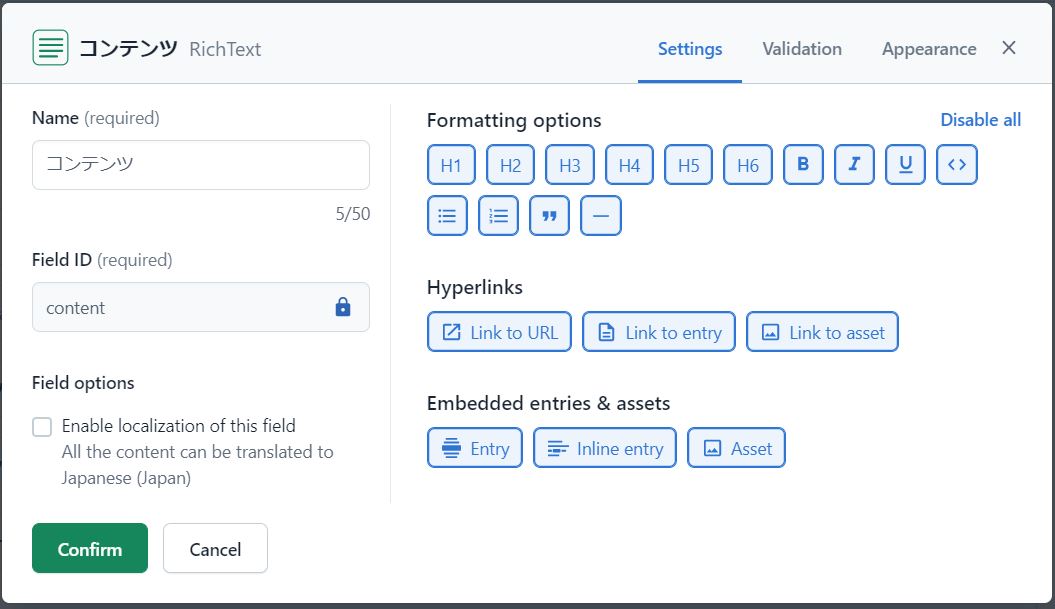 コンテンツ RichText
Settings Validation Appearance
Name (required)
コンテンツ
5/50
Field ID (required)
content
Field options
Enable localization of this field
All the content can be translated to
Japanese (Japan)
Confirm Cancel
Formatting options Disable all
H1 H2 H3 H4 H5 H6 B I U <>
Hyperlinks
Link to URL Link to entry Link to asset
Embedded entries & assets
Entry Inline entry Asset